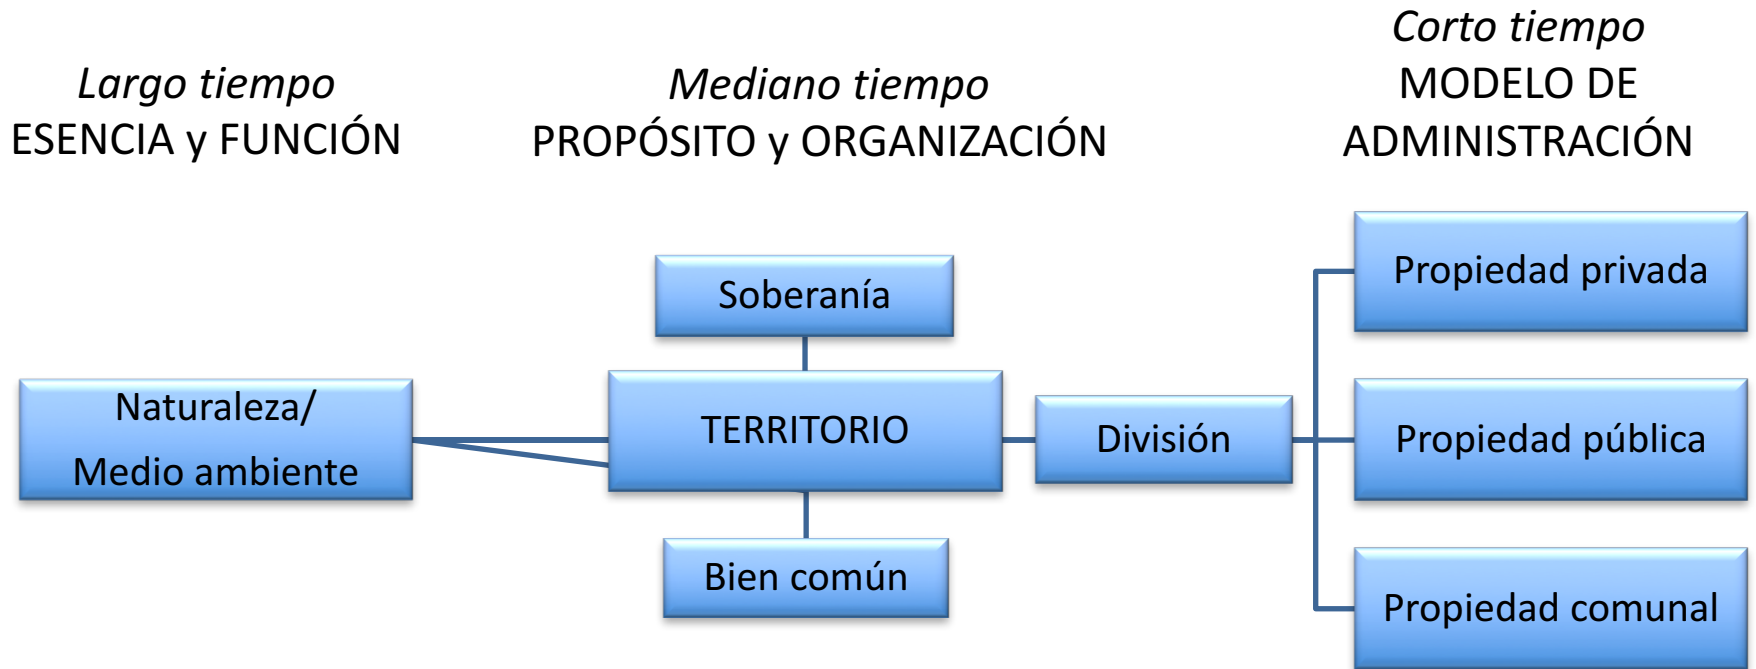 Largo tiempo
ESENCIA y FUNCIÓN
Mediano tiempo
PROPÓSITO y ORGANIZACIÓN
Corto tiempo
MODELO DE
ADMINISTRACIÓN
Naturaleza/
Medio ambiente
Soberanía
TERRITORIO
Bien común
División
Propiedad privada
Propiedad pública
Propiedad comunal